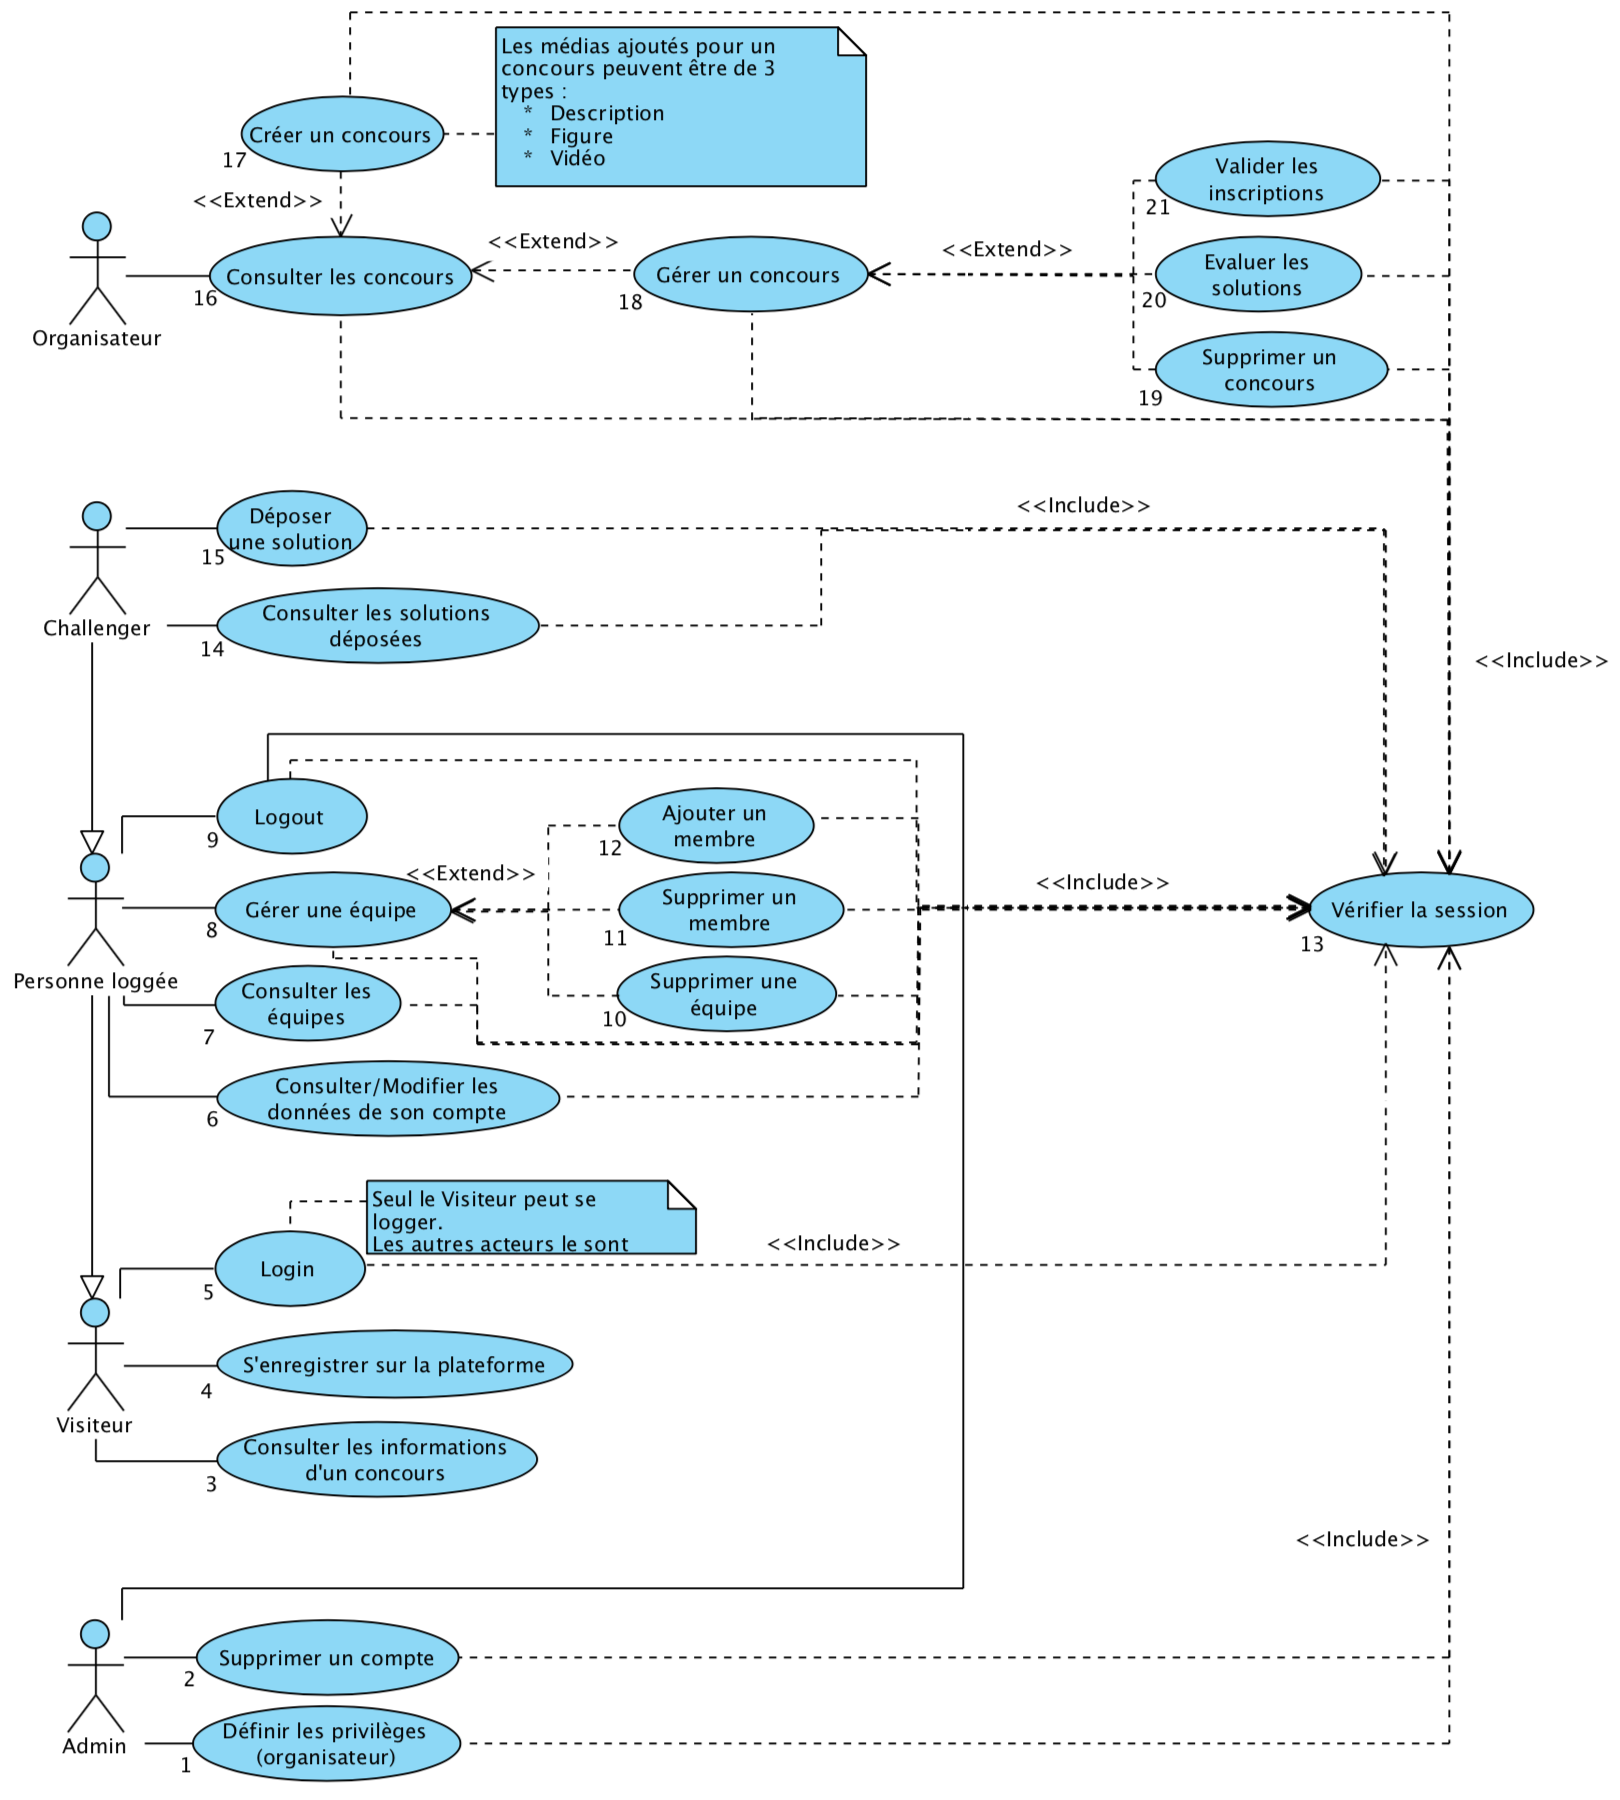 Les médias ajoutés pour un
concours peuvent être de 3
types :
* Description
* Figure
* Vidéo
Créer un concours
17
<<Extend>>
Valider les
inscriptions
21
Organisateur
Consulter les concours
16
<<Extend>>
Gérer un concours
18
<<Extend>>
Evaluer les
solutions
20
Supprimer un
concours
19
<<Include>>
Déposer
une solution
15
Challenger
Consulter les solutions
déposées
14
<<Include>>
Logout
9
Ajouter un
membre
12
<<Extend>>
<<Include>>
Gérer une équipe
8
Supprimer un
membre
11
Vérifier la session
13
Personne loggée
Consulter les
équipes
7
Supprimer une
équipe
10
Consulter/Modifier les
données de son compte
6
Seul le Visiteur peut se
logger.
Les autres acteurs le sont
<<Include>>
Login
5
S'enregistrer sur la plateforme
4
Visiteur
Consulter les informations
d'un concours
3
<<Include>>
Supprimer un compte
2
Admin
Définir les privilèges
(organisateur)
1